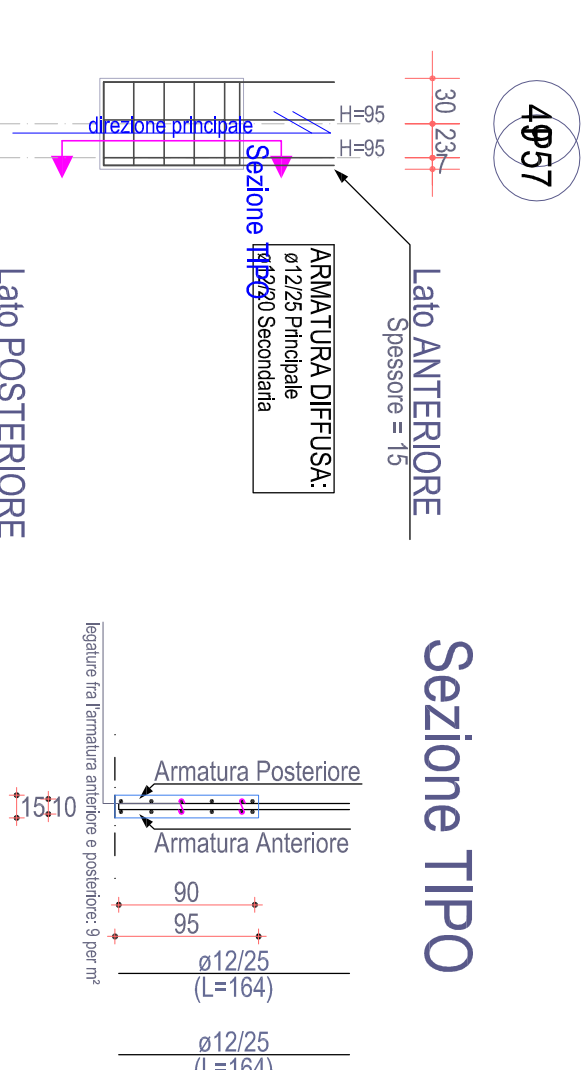 30
23
7
H=95
H=95
direzione principale
Sezione TIPO
ARMATURA DIFFUSA:
ø12/25 Principale
ø12/20 Secondaria
Lato ANTERIORE
Spessore = 15
Lato POSTERIORE
Sezione TIPO
legature fra l'armatura anteriore e posteriore: 9 per m²
Armatura Posteriore
Armatura Anteriore
15
10
90
95
ø12/25
(L=164)
ø12/25
(L=164)